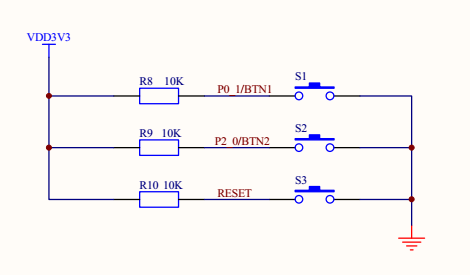 VDD3V3
R8 10K
P0_1/BTN1
S1
R9 10K
P2_0/BTN2
S2
R10 10K
RESET
S3